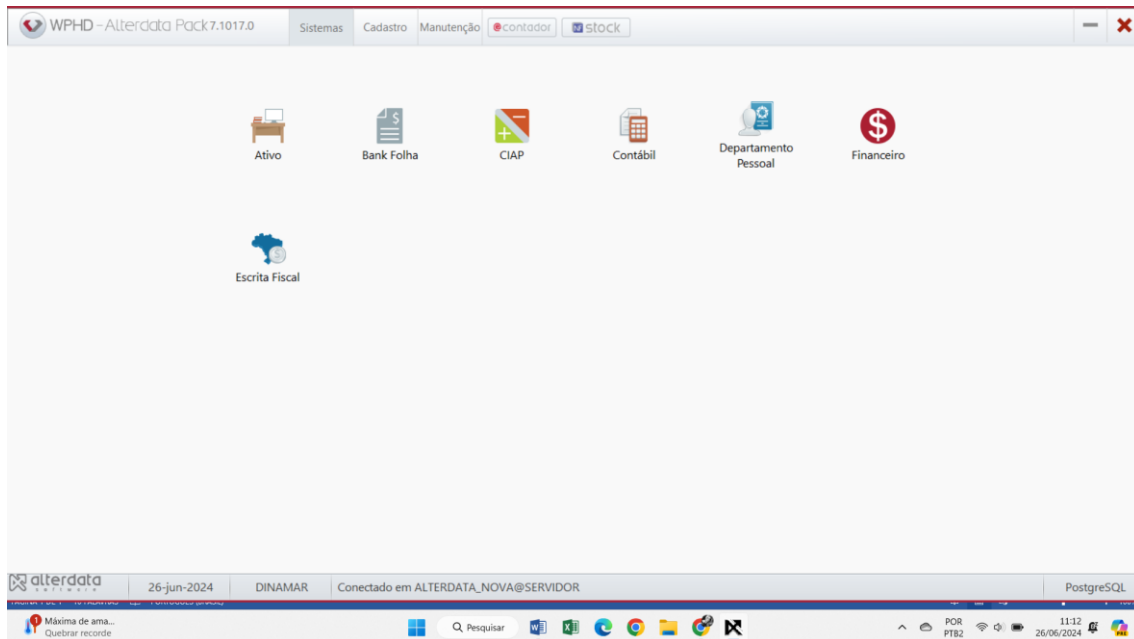 WPHD - Alterdata Pack 7.1017.0
Sistemas
Cadastro
Manutenção
contador
stock
Ativo
Bank Folha
CIAP
Contábil
Departamento
Pessoal
Financeiro
Escrita Fiscal
alterdata
26-jun-2024
DINAMAR
Conectado em ALTERDATA_NOVA@SERVIDOR
PostgreSQL
1
Máxima de ama...
Quebrar recorde
Pesquisar
POR
PTB2
11:12
26/06/2024